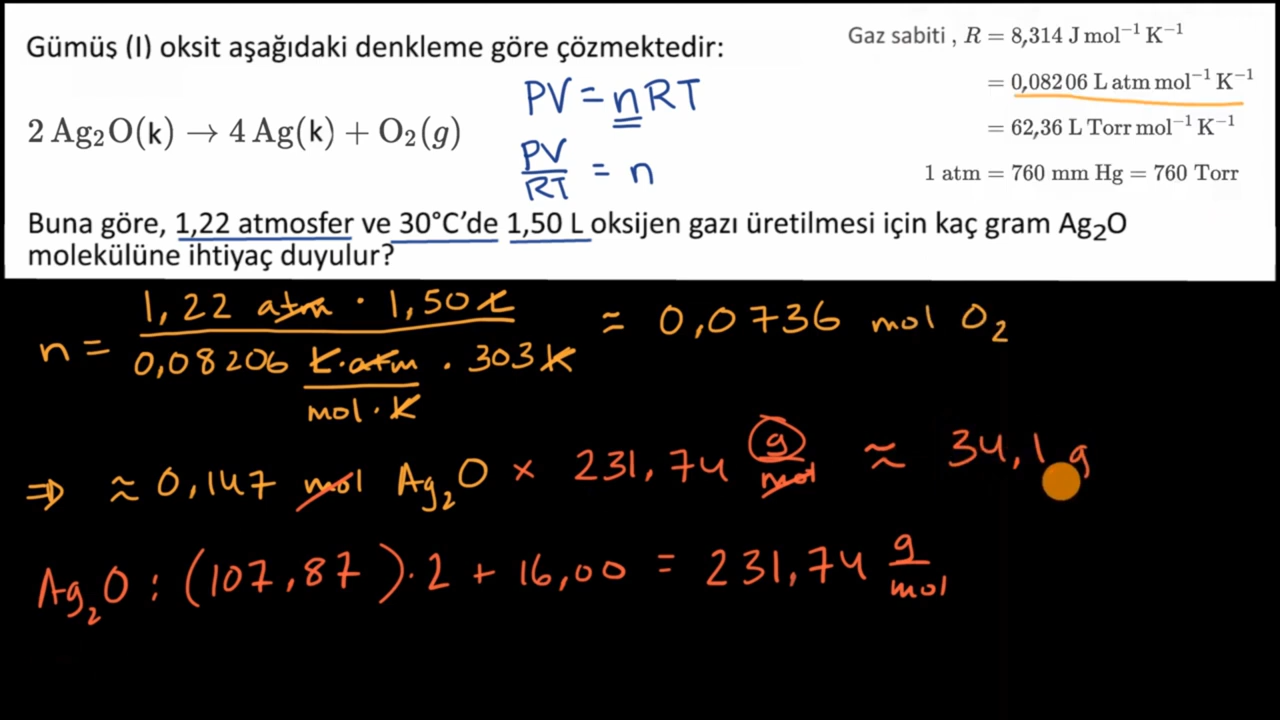 Gümüş (I) oksit aşağıdaki denkleme göre çözmektedir:
2 Ag₂O(k) → 4 Ag(k) + O₂(g)
PV = nRT
PV/RT = n
Gaz sabiti , R = 8,314 J mol⁻¹ K⁻¹
= 0,08206 L atm mol⁻¹ K⁻¹
= 62,36 L Torr mol⁻¹ K⁻¹
1 atm = 760 mm Hg = 760 Torr
Buna göre, 1,22 atmosfer ve 30°C’de 1,50 L oksijen gazı üretilmesi için kaç gram Ag₂O
molekülüne ihtiyaç duyulur?
n = (1,22 atm · 1,50 L) / (0,08206 L·atm/mol·K · 303 K) ≈ 0,0736 mol O₂
⇒ ≈ 0,147 mol Ag₂O × 231,74 g/mol ≈ 34,1 g
Ag₂O : (107,87)·2 + 16,00 = 231,74 g/mol